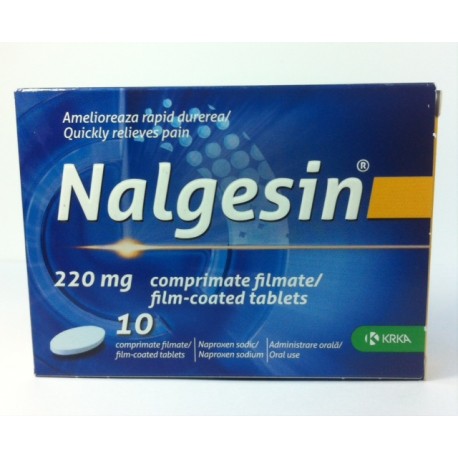 Amelioreaza rapid durerea/
Quickly relieves pain
Nalgesin®
220 mg comprimate filmate/
film-coated tablets
10
comprimate filmate/
film-coated tablets
Naproxen sodic/
Naproxen sodium
Administrare orală/
Oral use
KRKA